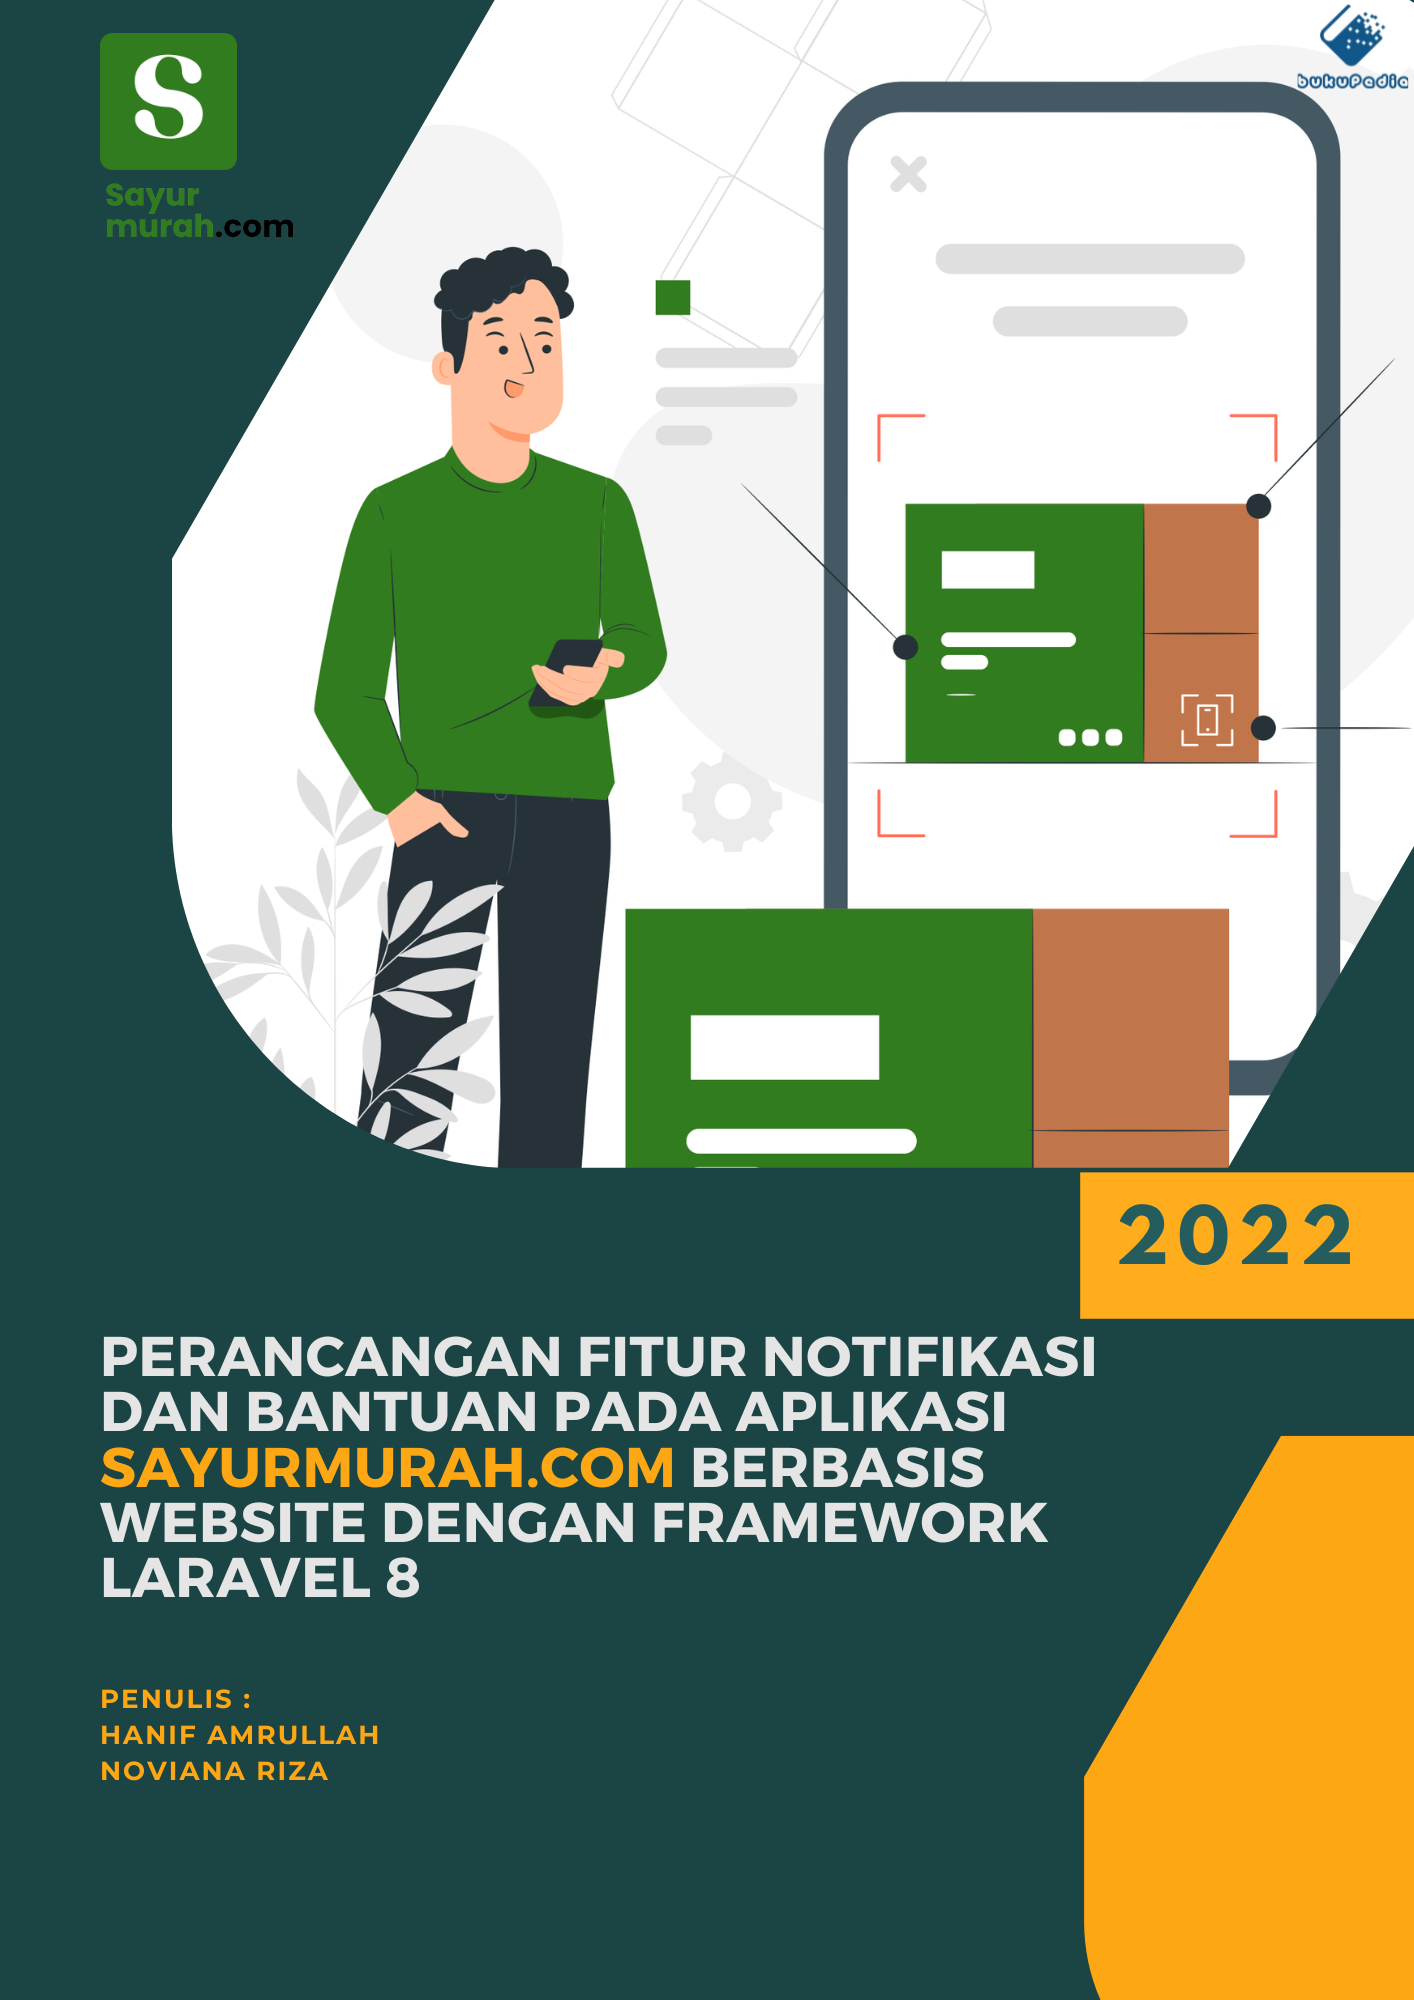 bukuPedia
S
Sayur
murah.com
2022
PERANCANGAN FITUR NOTIFIKASI
DAN BANTUAN PADA APLIKASI
SAYURMURAH.COM BERBASIS
WEBSITE DENGAN FRAMEWORK
LARAVEL 8
PENULIS :
HANIF AMRULLAH
NOVIANA RIZA